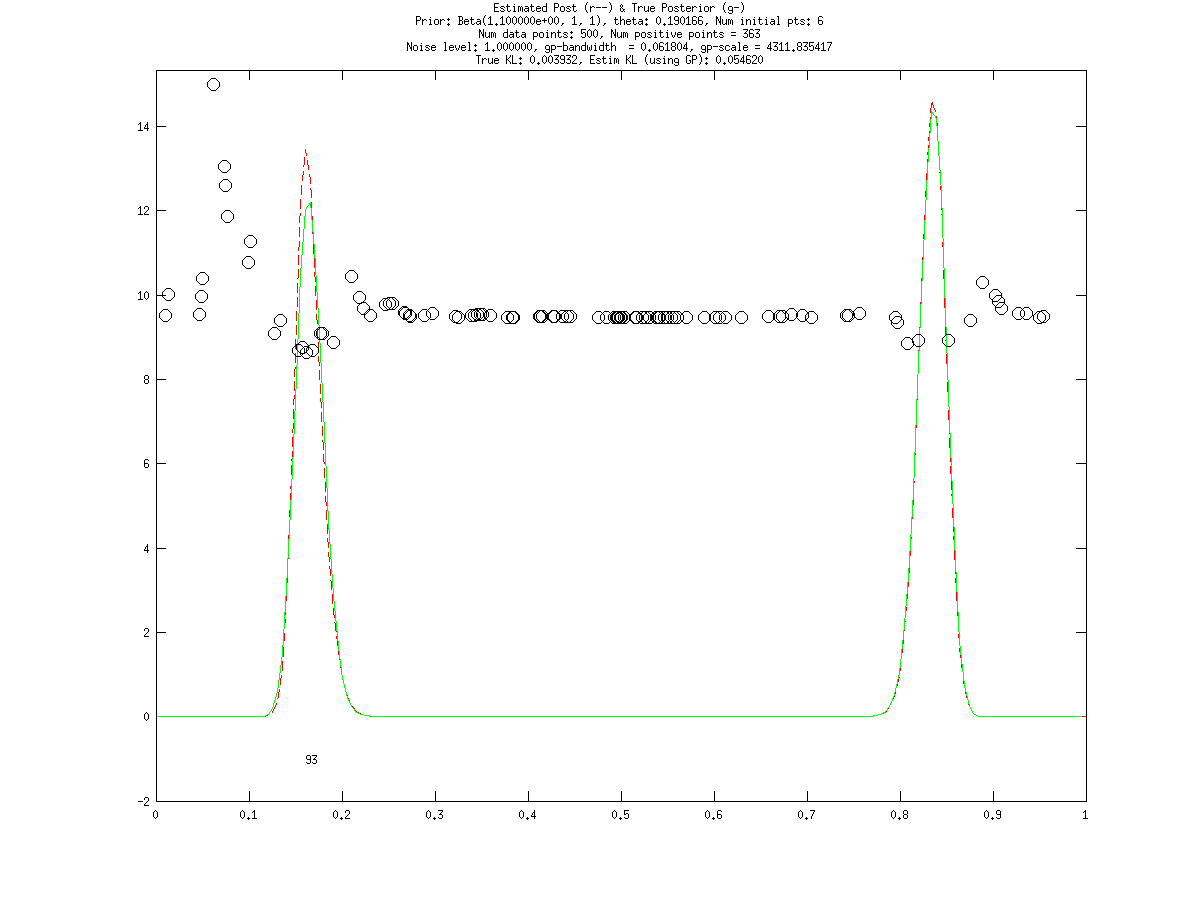 Estimated Post (r--) & True Posterior (g-)
Prior: Beta(1.100000e+00, 1, 1), theta: 0.190166, Num initial pts: 6
Num data points: 500, Num positive points = 363
Noise level: 1.000000, gp-bandwidth  = 0.061804, gp-scale = 4311.835417
True KL: 0.003932, Estim KL (using GP): 0.054620
14
12
10
8
6
4
2
0
93
-2
0 0.1 0.2 0.3 0.4 0.5 0.6 0.7 0.8 0.9 1